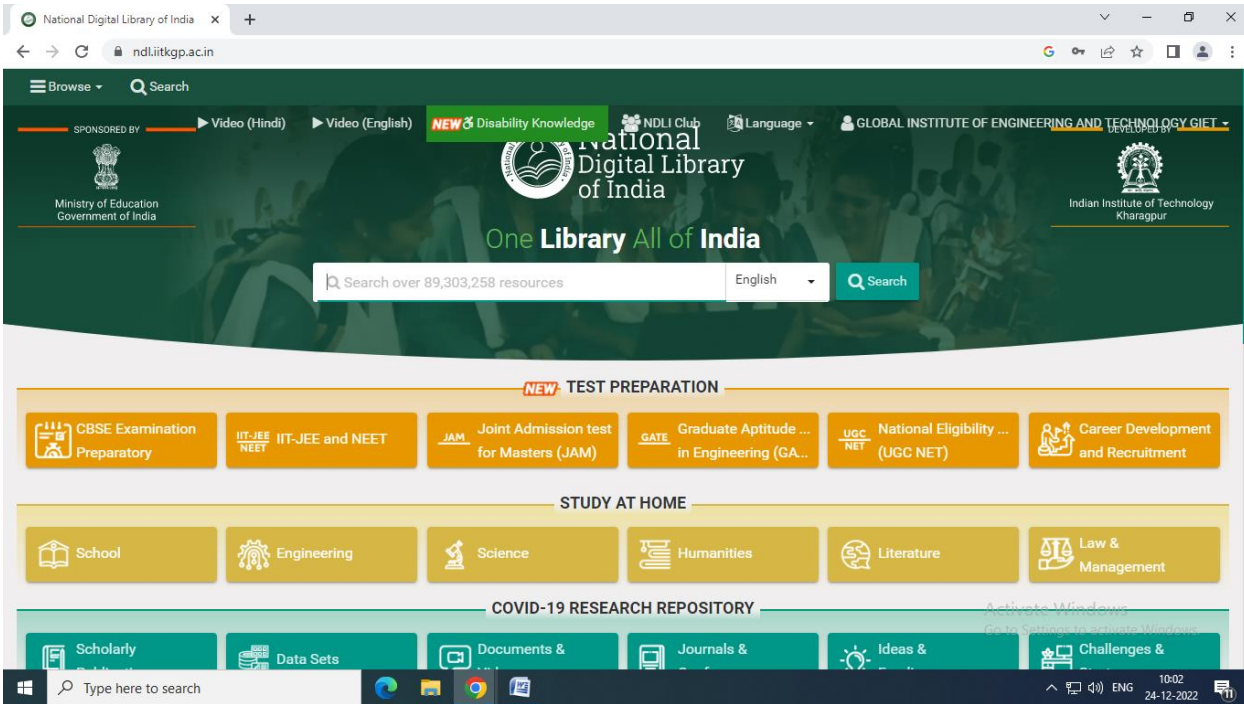 National Digital Library of India
ndl.iitkgp.ac.in
Browse
Search
Video (Hindi)
Video (English)
NEW Disability Knowledge
NDLI Club
Language
GLOBAL INSTITUTE OF ENGINEERING AND TECHNOLOGY GIFT
SPONSORED BY
Ministry of Education
Government of India
National
Digital Library
of India
DEVELOPED BY
Indian Institute of Technology
Kharagpur
One Library All of India
Search over 89,303,258 resources
English
Search
NEW TEST PREPARATION
CBSE Examination
Preparatory
IIT-JEE
NEET
IIT-JEE and NEET
JAM
Joint Admission test
for Masters (JAM)
GATE
Graduate Aptitude ...
in Engineering (GA...
UGC
NET
National Eligibility ...
(UGC NET)
Career Development
and Recruitment
STUDY AT HOME
School
Engineering
Science
Humanities
Literature
Law &
Management
COVID-19 RESEARCH REPOSITORY
Activate Windows
Go to Settings to activate Windows.
Scholarly
Data Sets
Documents &
Journals &
Ideas &
Challenges &
Type here to search
ENG
10:02
24-12-2022
11